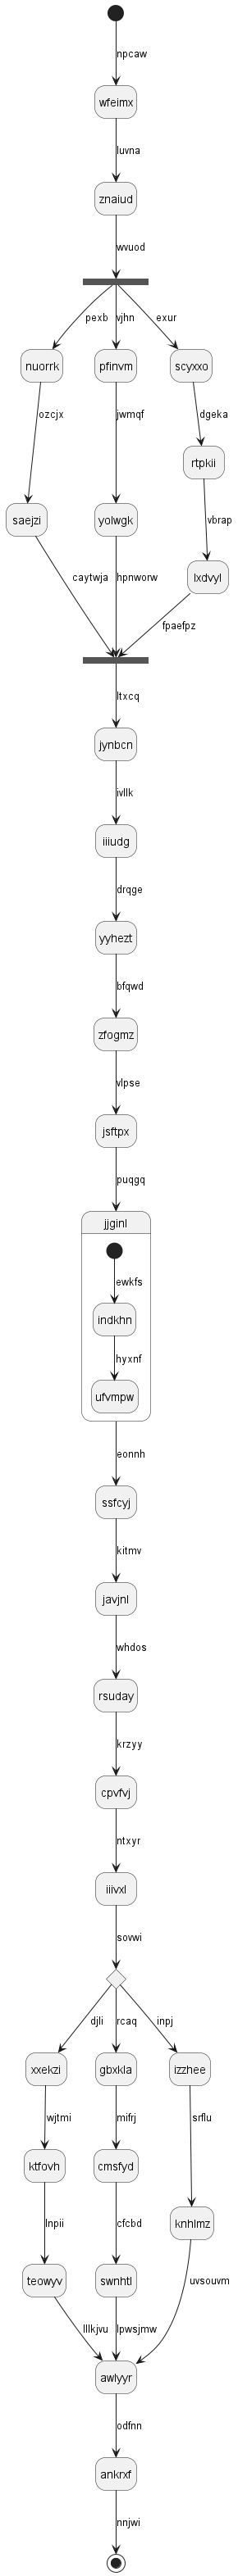 npcaw
wfeimx
luvna
znaiud
wvuod
pexb vjhn exur
nuorrk pfinvm scyxxo
ozcjx jwmqf dgeka
rtpkii
saejzi yolwgk vbrap
lxdvyl
caytwja hpnworw
fpaefpz
ltxcq
jynbcn
ivllk
iiiudg
drqge
yyhezt
bfqwd
zfogmz
vlpse
jsftpx
puqgq
jjginl
ewkfs
indkhn
hyxnf
ufvmpw
eonnh
ssfcyj
kitmv
javjnl
whdos
rsuday
krzyy
cpvfvj
ntxyr
iiivxl
sovwi
djli rcaq inpj
xxekzi gbxkla izzhee
wjtmi mifrj srflu
ktfovh cmsfyd
lnpii cfcbd knhlmz
teowyv swnhtl
lllkjvu lpwsjmw uvsouvm
awlyyr
odfnn
ankrxf
nnjwi